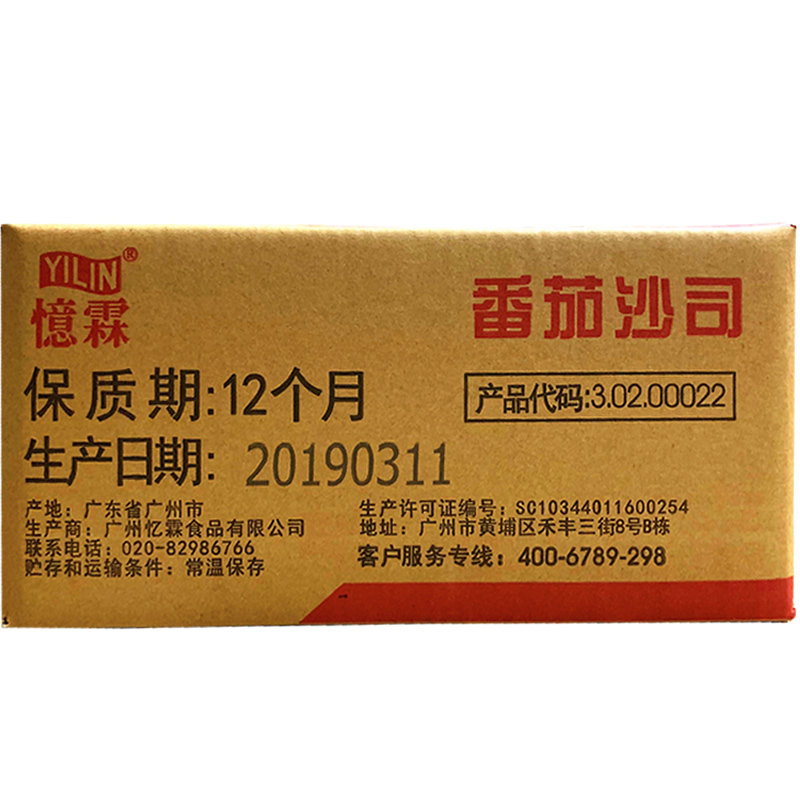 YILIN®
憶霖
番茄沙司
保质期:12个月
产品代码:3.02.00022
生产日期: 20190311
产地: 广东省广州市
生产商: 广州忆霖食品有限公司
联系电话: 020-82986766
贮存和运输条件: 常温保存
生产许可证编号: SC10344011600254
地址: 广州市黄埔区禾丰三街8号B栋
客户服务专线: 400-6789-298